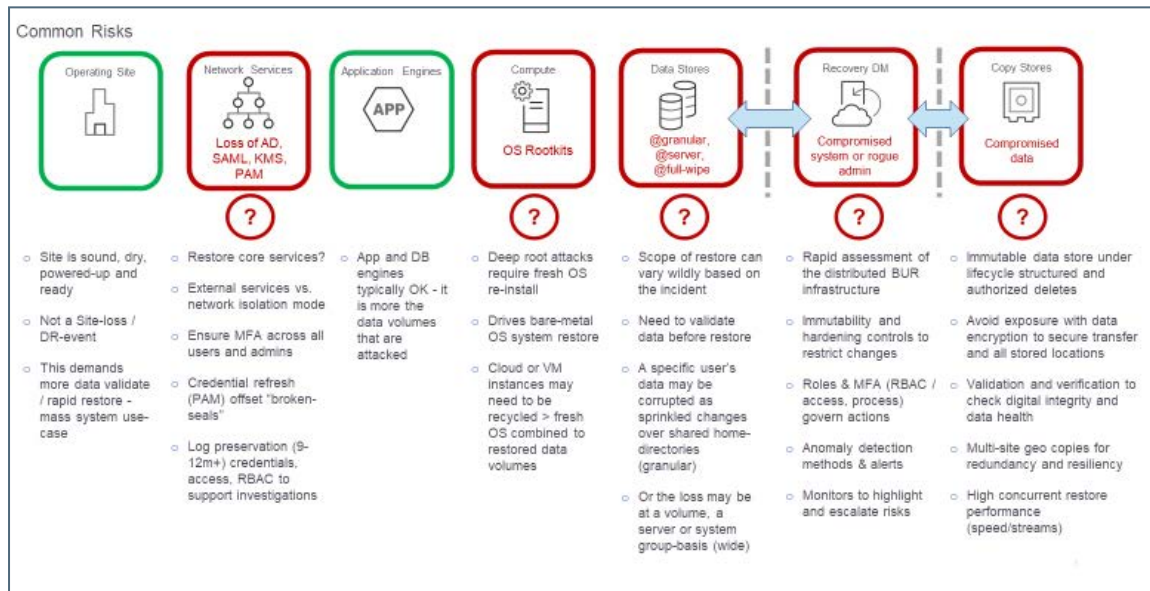 Common Risks
Operating Site
Network Services
Loss of AD,
SAML, KMS,
PAM
Application Engines
APP
Compute
OS Rootkits
Data Stores
@granular,
@server,
@full-wipe
Recovery DM
Compromised
system or rogue
admin
Copy Stores
Compromised
data
?
?
?
?
?
Site is sound, dry,
powered-up and
ready
Not a Site-loss /
DR-event
This demands
more data validate
/ rapid restore -
mass system use-
case
Restore core services?
External services vs.
network isolation mode
Ensure MFA across all
users and admins
Credential refresh
(PAM) offset “broken-
seals”
Log preservation (9-
12m+) credentials,
access, RBAC to
support investigations
App and DB
engines
typically OK - it
is more the
data volumes
that are
attacked
Deep root attacks
require fresh OS
re-install
Drives bare-metal
OS system restore
Cloud or VM
instances may
need to be
recycled > fresh
OS combined to
restored data
volumes
Scope of restore can
vary wildly based on
the incident
Need to validate
data before restore
A specific user’s
data may be
corrupted as
sprinkled changes
over shared home-
directories
(granular)
Or the loss may be
at a volume, a
server or system
group-basis (wide)
Rapid assessment of
the distributed BUR
infrastructure
Immutability and
hardening controls to
restrict changes
Roles & MFA (RBAC /
access, process)
govern actions
Anomaly detection
methods & alerts
Monitors to highlight
and escalate risks
Immutable data store under
lifecycle structured and
authorized deletes
Avoid exposure with data
encryption to secure transfer
and all stored locations
Validation and verification to
check digital integrity and
data health
Multi-site geo copies for
redundancy and resiliency
High concurrent restore
performance
(speed/streams)